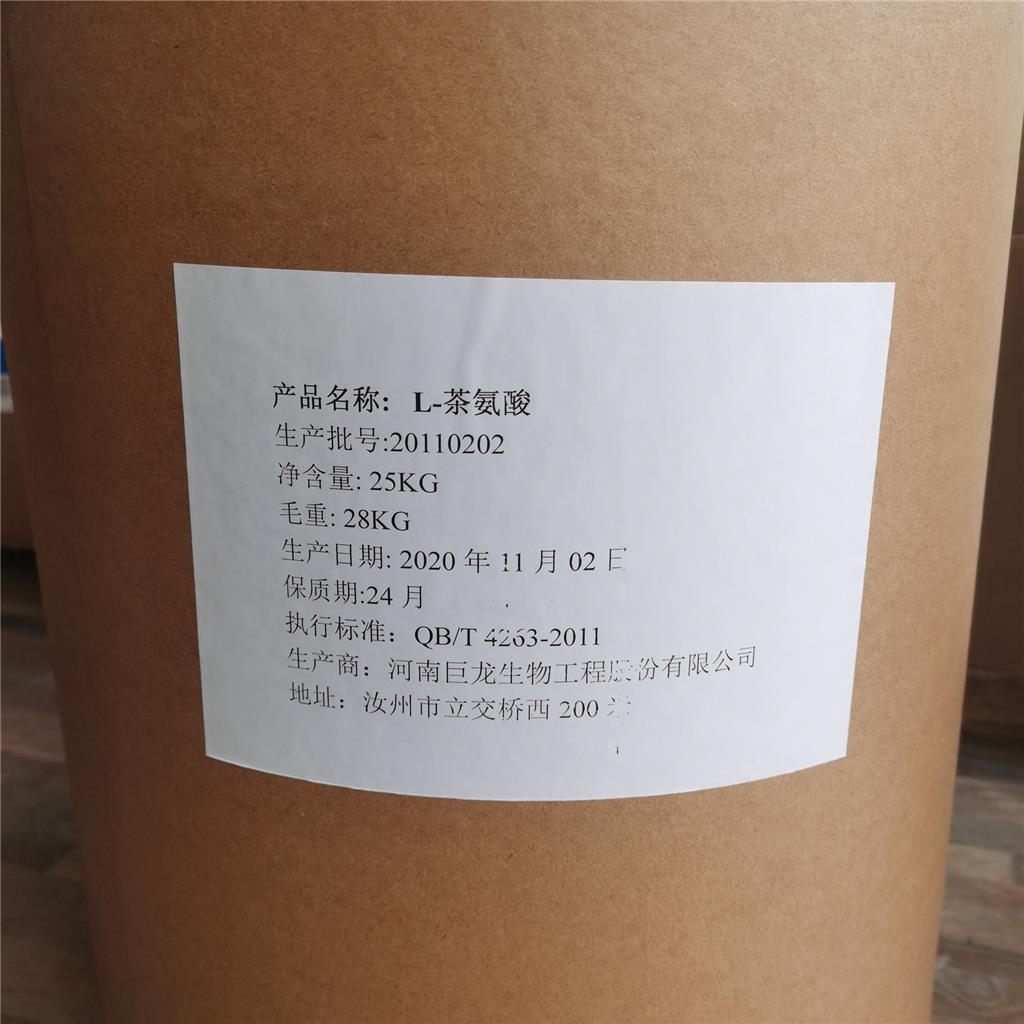 产品名称： L-茶氨酸
生产批号:20110202
净含量: 25KG
毛重: 28KG
生产日期: 2020 年 11 月 02 日
保质期:24 月
执行标准： QB/T 4263-2011
生产商： 河南巨龙生物工程股份有限公司
地址： 汝州市立交桥西 200 米